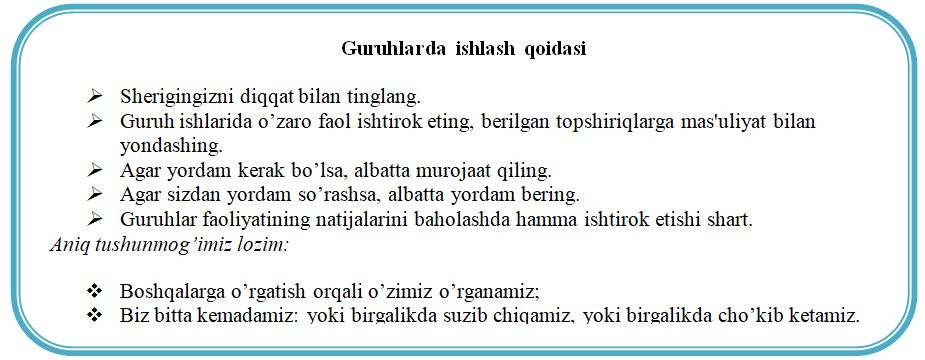 Guruhlarda ishlash qoidasi
➢ Sherigingizni diqqat bilan tinglang.
➢ Guruh ishlarida o’zaro faol ishtirok eting, berilgan topshiriqlarga mas'uliyat bilan
yondashing.
➢ Agar yordam kerak bo’lsa, albatta murojaat qiling.
➢ Agar sizdan yordam so’rashsa, albatta yordam bering.
➢ Guruhlar faoliyatining natijalarini baholashda hamma ishtirok etishi shart.
Aniq tushunmog’imiz lozim:
❖ Boshqalarga o’rgatish orqali o’zimiz o’rganamiz;
❖ Biz bitta kemadamiz: yoki birgalikda suzib chiqamiz, yoki birgalikda cho’kib ketamiz.